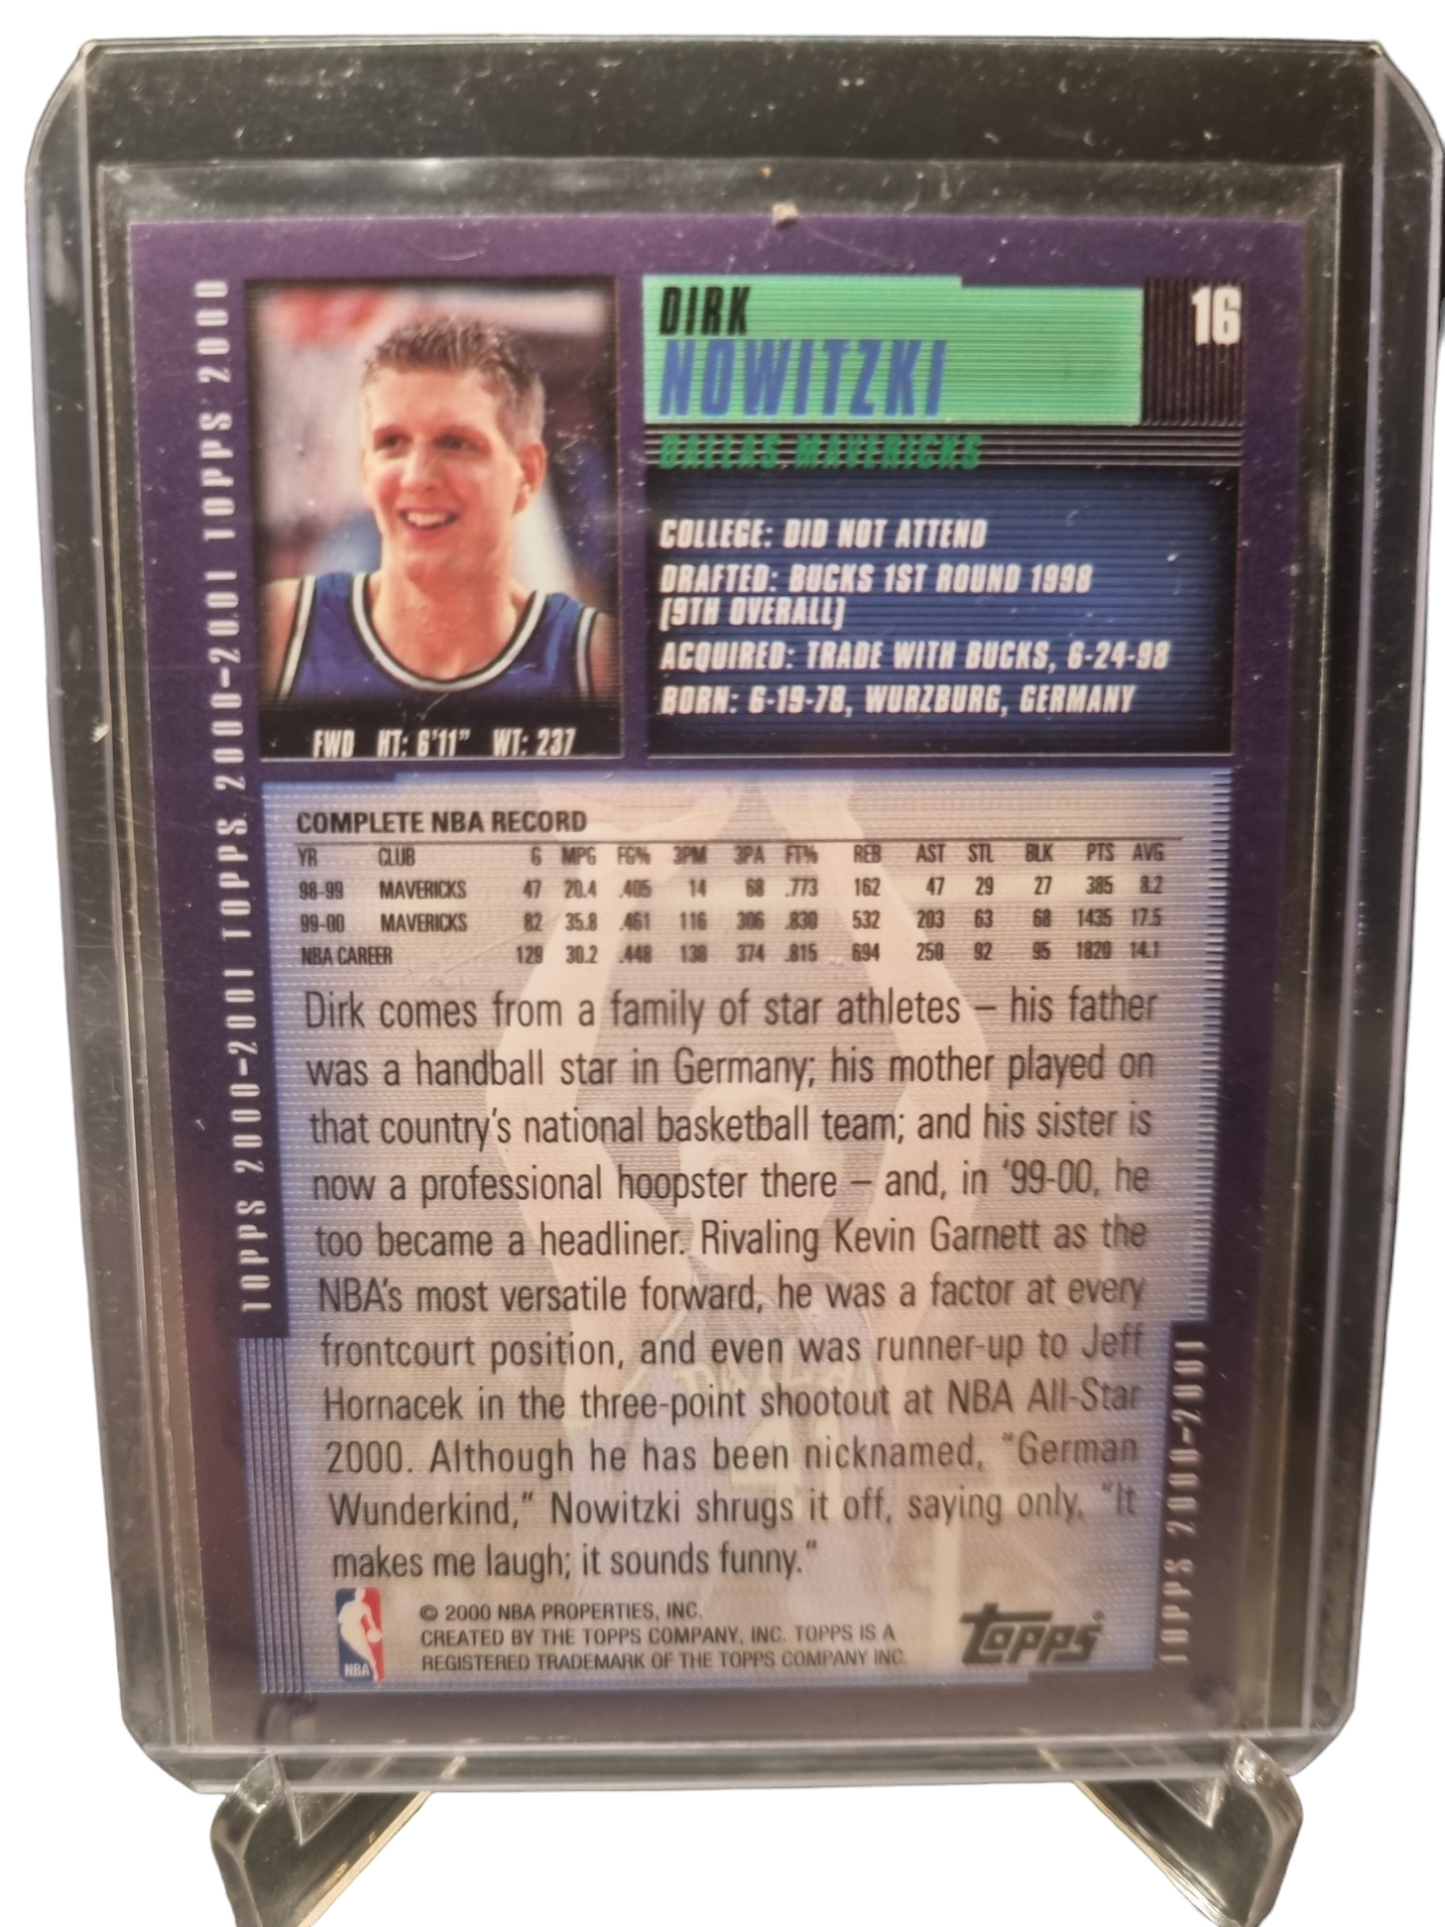 DIRK
NOWITZKI
16
DALLAS MAVERICKS
COLLEGE: DID NOT ATTEND
DRAFTED: BUCKS 1ST ROUND 1998
(9TH OVERALL)
ACQUIRED: TRADE WITH BUCKS, 6-24-98
BORN: 6-19-78, WURZBURG, GERMANY
FWD HT: 6'11" WT: 237
TOPPS 2000-2001 TOPPS 2000-2001 TOPPS 2000-2001 TOPPS 2000
COMPLETE NBA RECORD
YR CLUB G MPG FG% 3PM 3PA FT% REB AST STL BLK PTS AVG
98-99 MAVERICKS 47 20.4 .405 14 68 .773 162 47 29 27 385 8.2
99-00 MAVERICKS 82 35.8 .461 116 306 .830 532 203 63 68 1435 17.5
NBA CAREER 129 30.2 .448 130 374 .815 694 250 92 95 1820 14.1
Dirk comes from a family of star athletes – his father
was a handball star in Germany; his mother played on
that country's national basketball team; and his sister is
now a professional hoopster there – and, in '99-00, he
too became a headliner. Rivaling Kevin Garnett as the
NBA's most versatile forward, he was a factor at every
frontcourt position, and even was runner-up to Jeff
Hornacek in the three-point shootout at NBA All-Star
2000. Although he has been nicknamed, "German
Wunderkind," Nowitzki shrugs it off, saying only, "It
makes me laugh; it sounds funny."
NBA
© 2000 NBA PROPERTIES, INC.
CREATED BY THE TOPPS COMPANY, INC. TOPPS IS A
REGISTERED TRADEMARK OF THE TOPPS COMPANY INC.
Topps®
TOPPS 2000-2001